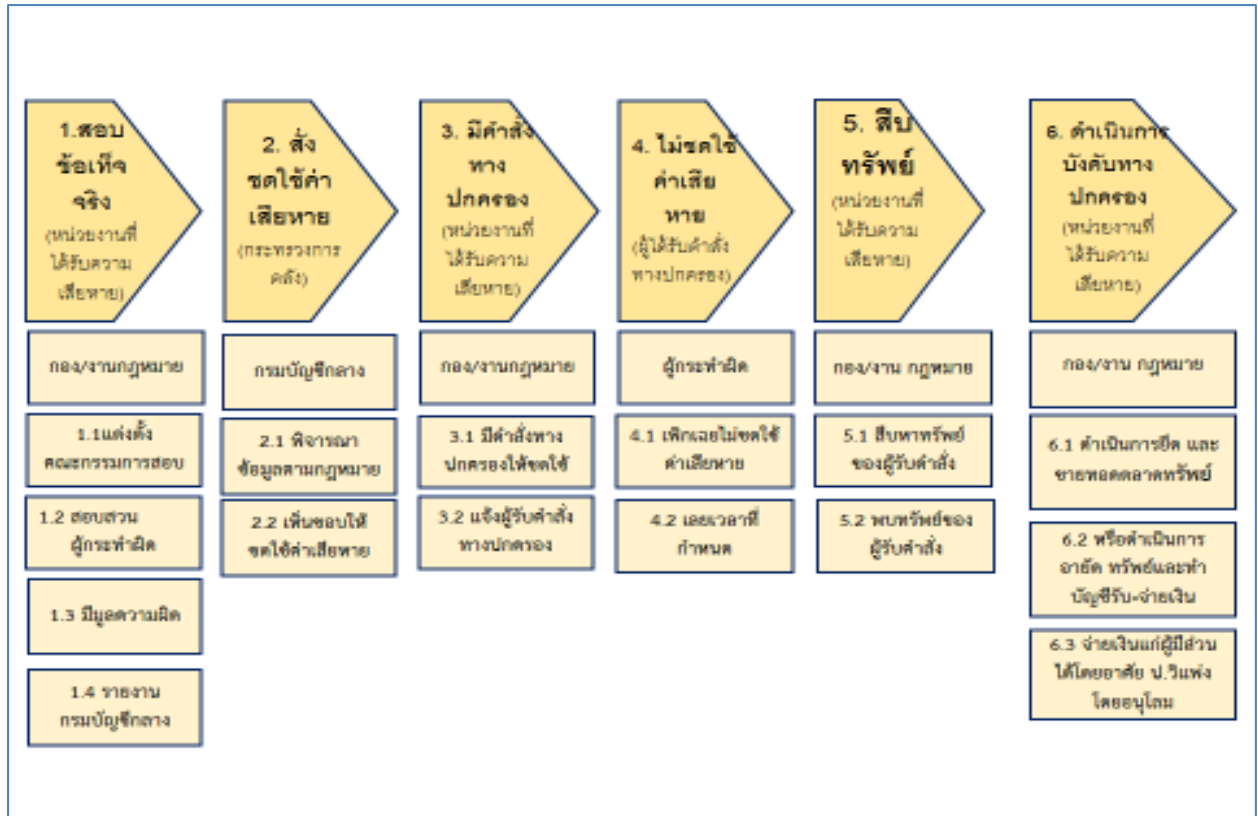 1.สอบ
ข้อเท็จ
จริง
(หน่วยงานที่
ได้รับความ
เสียหาย)
กอง/งานกฎหมาย
1.1แต่งตั้ง
คณะกรรมการสอบ
1.2 สอบสวน
ผู้กระทำผิด
1.3 มีมูลความผิด
1.4 รายงาน
กรมบัญชีกลาง
2. สั่ง
ชดใช้ค่า
เสียหาย
(กระทรวงการ
คลัง)
กรมบัญชีกลาง
2.1 พิจารณา
ข้อมูลตามกฎหมาย
2.2 เห็นชอบให้
ชดใช้ค่าเสียหาย
3. มีคำสั่ง
ทาง
ปกครอง
(หน่วยงานที่
ได้รับความ
เสียหาย)
กอง/งานกฎหมาย
3.1 มีคำสั่งทาง
ปกครองให้ชดใช้
3.2 แจ้งผู้รับคำสั่ง
ทางปกครอง
4. ไม่ชดใช้
ค่าเสีย
หาย
(ผู้ได้รับคำสั่ง
ทางปกครอง)
ผู้กระทำผิด
4.1 เพิกเฉยไม่ชดใช้
ค่าเสียหาย
4.2 เลยเวลาที่
กำหนด
5. สืบ
ทรัพย์
(หน่วยงานที่
ได้รับความ
เสียหาย)
กอง/งาน กฎหมาย
5.1 สืบหาทรัพย์
ของผู้รับคำสั่ง
5.2 พบทรัพย์ของ
ผู้รับคำสั่ง
6. ดำเนินการ
บังคับทาง
ปกครอง
(หน่วยงานที่
ได้รับความ
เสียหาย)
กอง/งาน กฎหมาย
6.1 ดำเนินการยึด และ
ขายทอดตลาดทรัพย์
6.2 หรือดำเนินการ
อายัด ทรัพย์และทำ
บัญชีรับ-จ่ายเงิน
6.3 จ่ายเงินแก่ผู้มีส่วน
ได้โดยอาศัย ป.วิแพ่ง
โดยอนุโลม